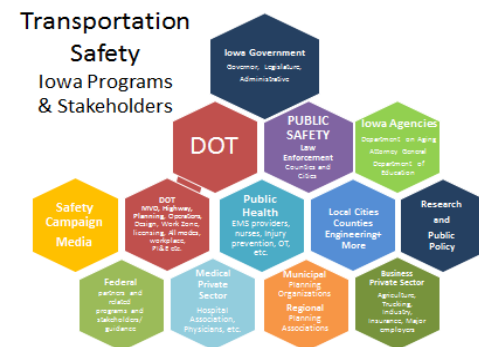 Transportation
Safety
Iowa Programs
& Stakeholders
Iowa Government
Governor, Legislature,
Administrative
DOT
PUBLIC
SAFETY
Law
Enforcement
Counties and
Cities
Iowa Agencies
Department on Aging
Attorney General
Department of
Education
Safety
Campaign
Media
DOT
MVD, Highway,
Planning, Operations,
Design, Work Zone,
licensing, All modes,
workplace,
PI&E etc.
Public
Health
EMS providers,
nurses, Injury
prevention, OT,
etc.
Local Cities
Counties
Engineering+
More
Research
and
Public
Policy
Federal
partners and
related
programs and
stakeholders/
guidance
Medical
Private
Sector
Hospital
Association,
Physicians, etc.
Municipal
Planning
Organizations
Regional
Planning
Associations
Business
Private Sector
Agriculture,
Trucking,
Industry,
Insurance, Major
employers